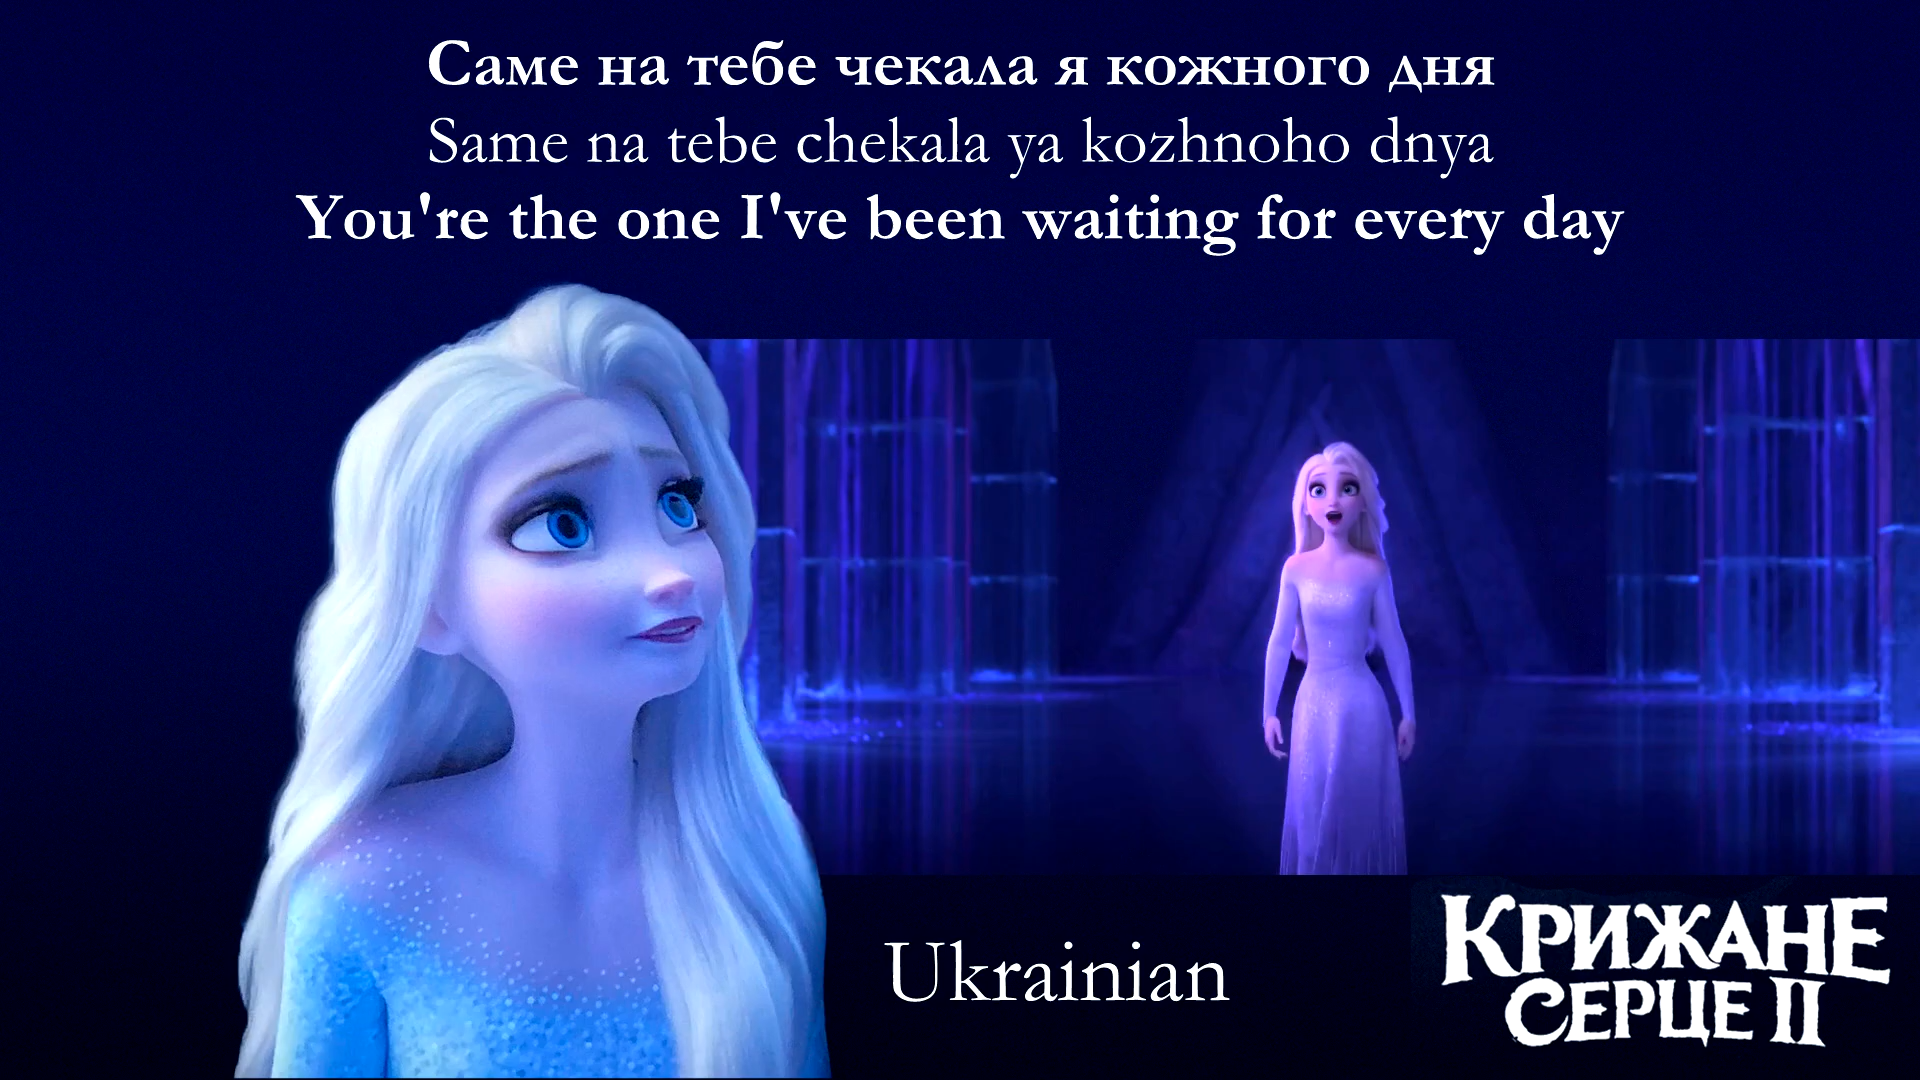 Саме на тебе чекала я кожного дня
Same na tebe chekala ya kozhnoho dnya
You're the one I've been waiting for every day
Ukrainian
КРИЖАНЕ
СЕРЦЕ II